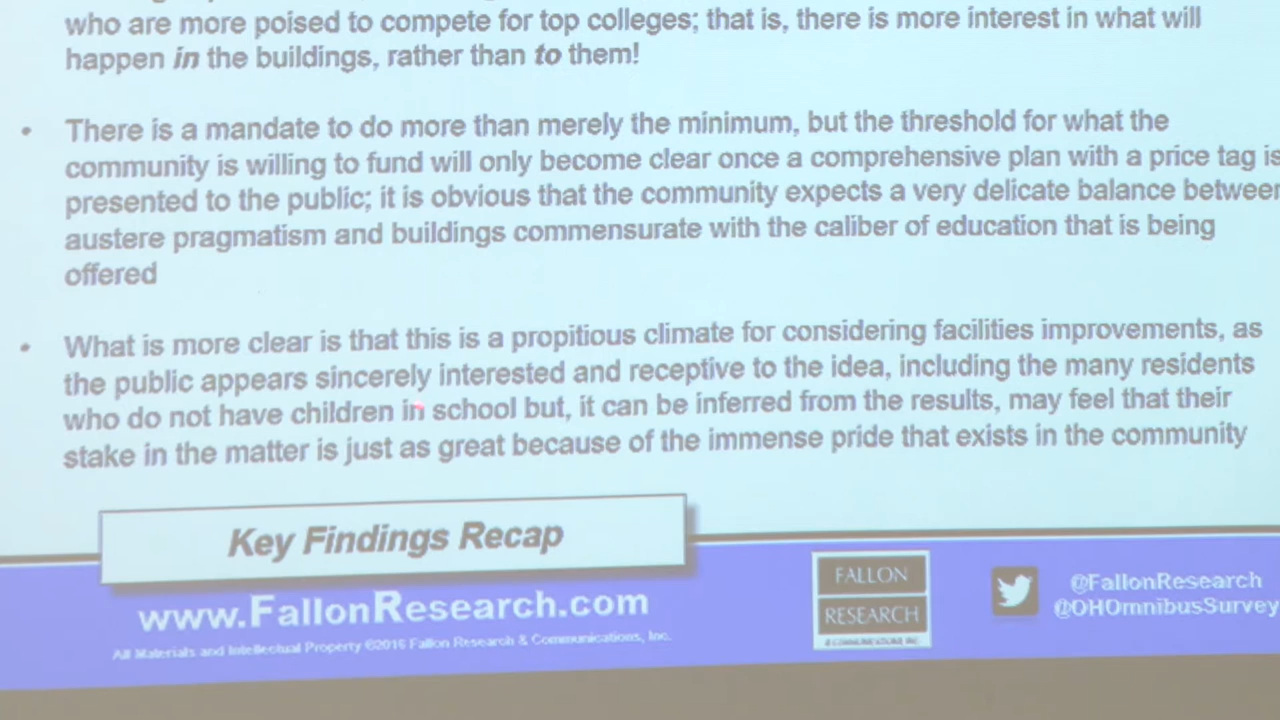 who are more poised to compete for top colleges; that is, there is more interest in what will
happen in the buildings, rather than to them!
• There is a mandate to do more than merely the minimum, but the threshold for what the
community is willing to fund will only become clear once a comprehensive plan with a price tag is
presented to the public; it is obvious that the community expects a very delicate balance between
austere pragmatism and buildings commensurate with the caliber of education that is being
offered
• What is more clear is that this is a propitious climate for considering facilities improvements, as
the public appears sincerely interested and receptive to the idea, including the many residents
who do not have children in school but, it can be inferred from the results, may feel that their
stake in the matter is just as great because of the immense pride that exists in the community
Key Findings Recap
www.FallonResearch.com
All Materials and Intellectual Property ©2016 Fallon Research & Communications, Inc.
FALLON
RESEARCH
& COMMUNICATIONS, INC.
@FallonResearch
@OHOmnibusSurvey